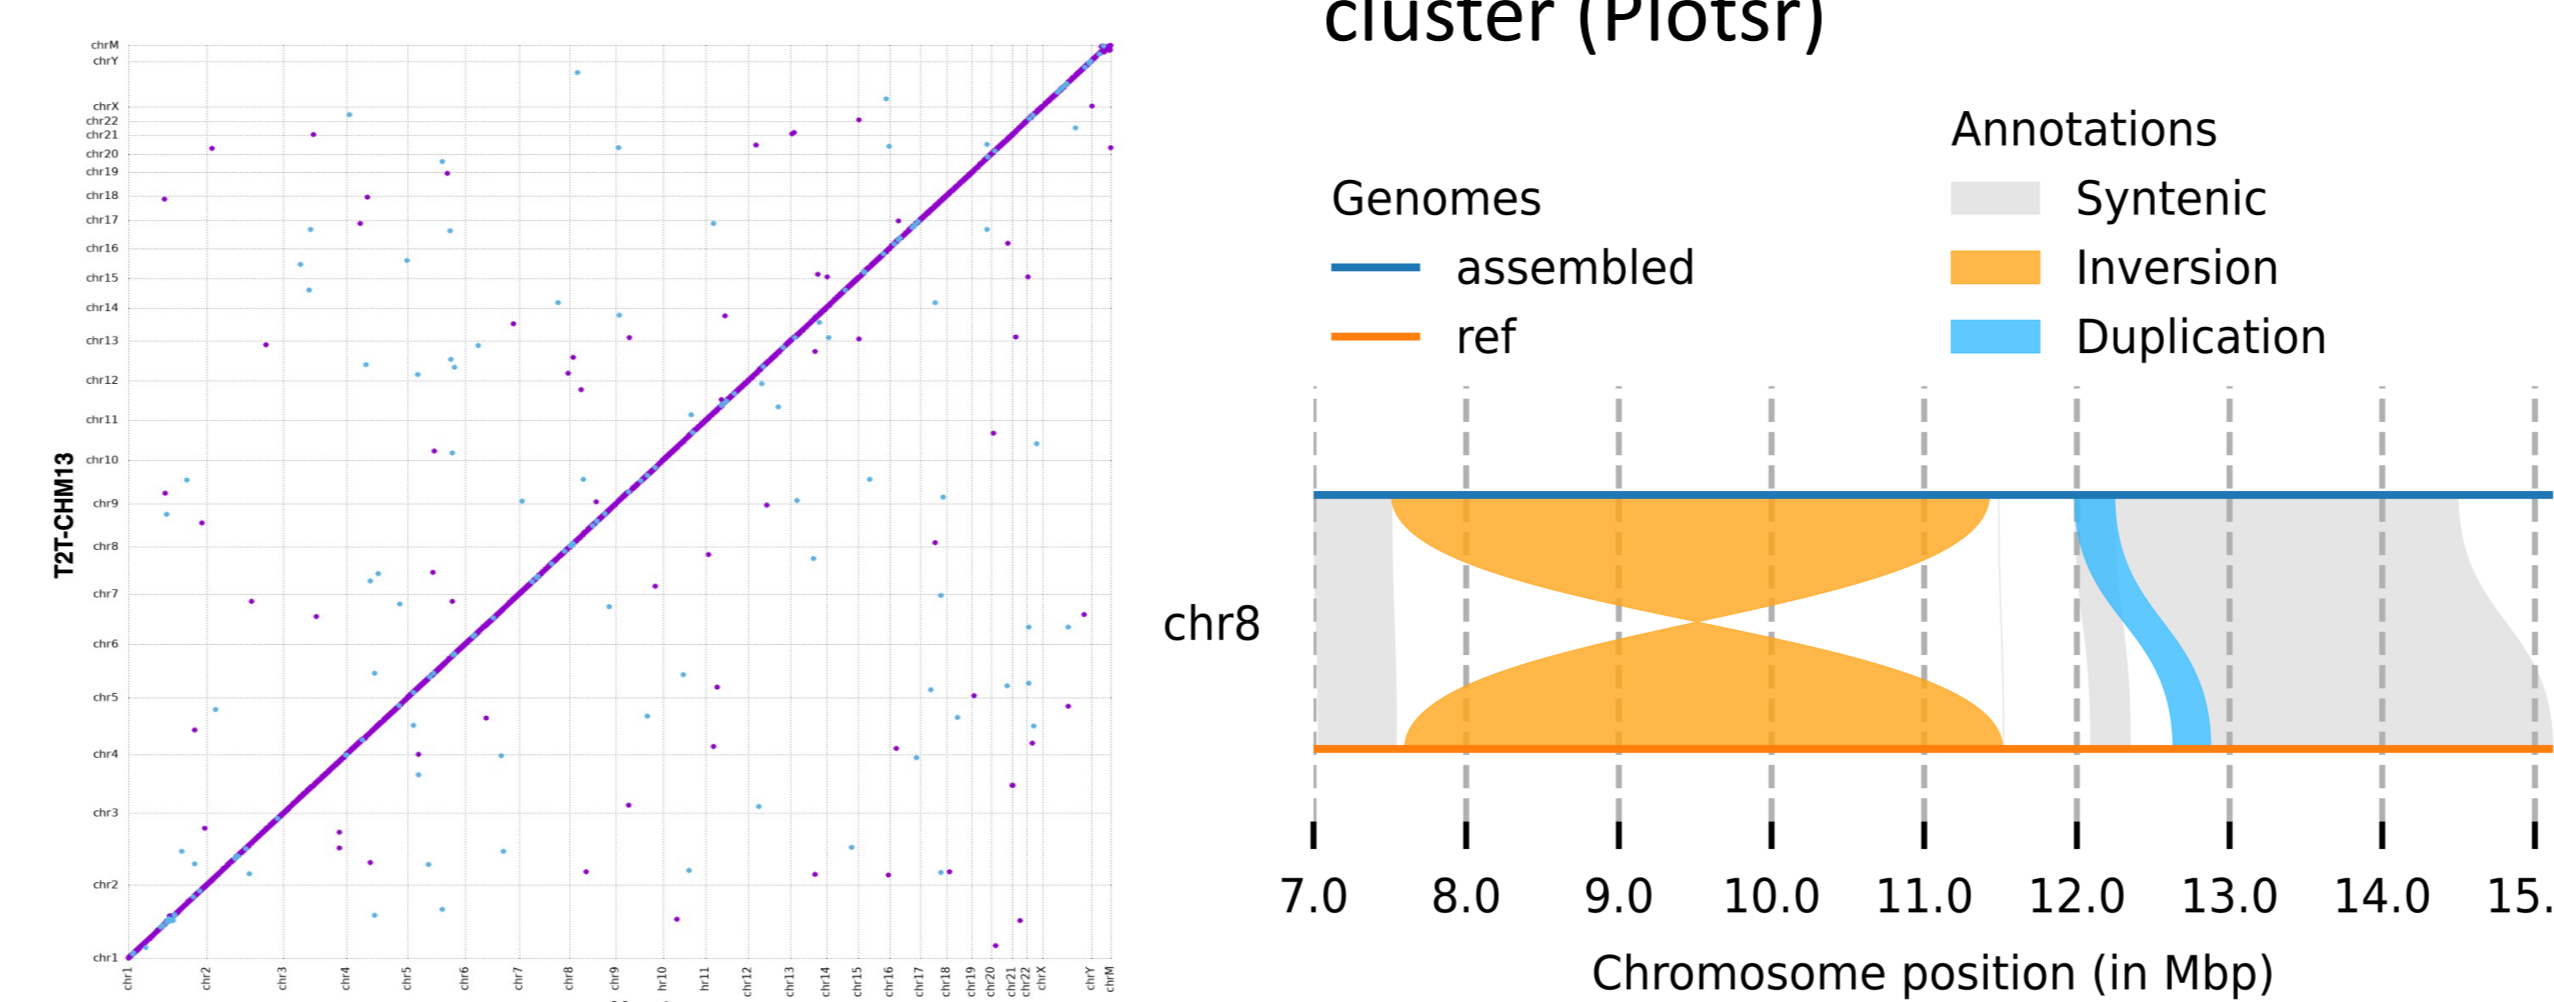 cluster (Plotsr)
chrM
chrY
chrX
chr22
chr21
chr20
chr19
chr18
chr17
chr16
chr15
chr14
chr13
chr12
chr11
chr10
chr9
chr8
chr7
chr6
chr5
chr4
chr3
chr2
chr1
T2T-CHM13
chr1
chr2
chr3
chr4
chr5
chr6
chr7
chr8
chr9
hr10
hr11
chr12
chr13
chr14
chr15
chr16
chr17
chr18
chr19
chr20
chr21
chr22
chrX
chrY
chrM
Genomes
assembled
ref
Annotations
Syntenic
Inversion
Duplication
chr8
7.0 8.0 9.0 10.0 11.0 12.0 13.0 14.0 15.
Chromosome position (in Mbp)